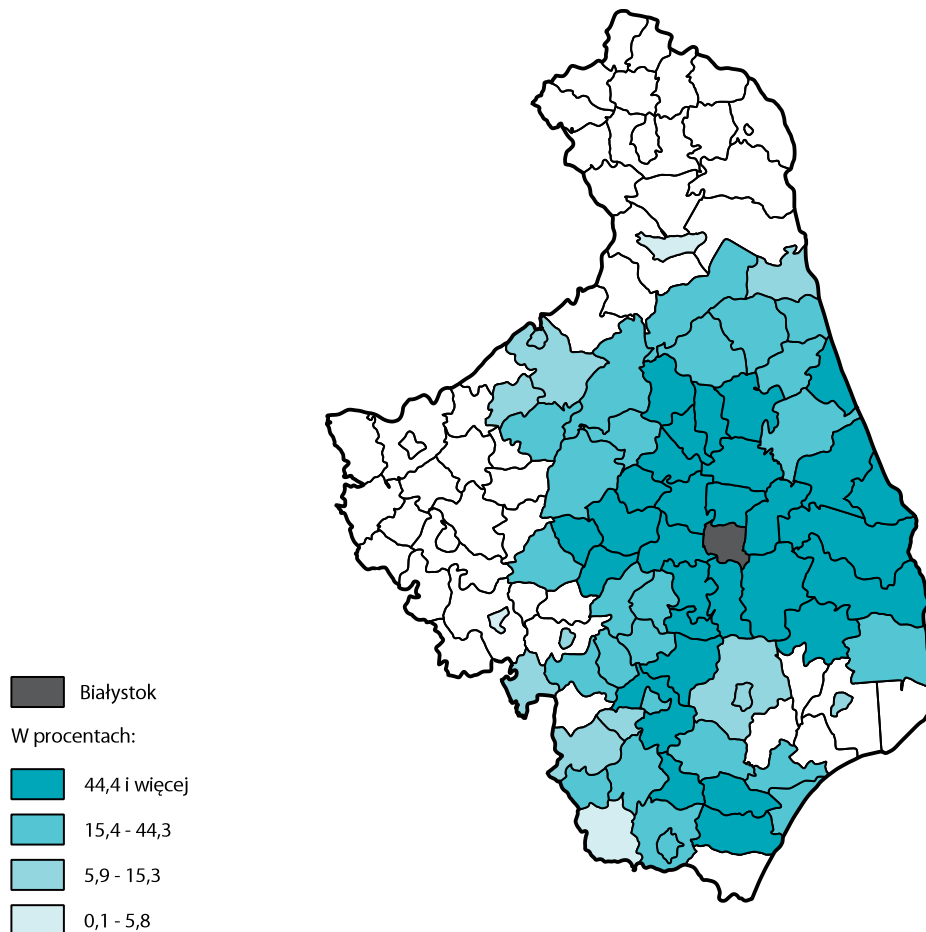 Białystok
W procentach:
44,4 i więcej
15,4 - 44,3
5,9 - 15,3
0,1 - 5,8